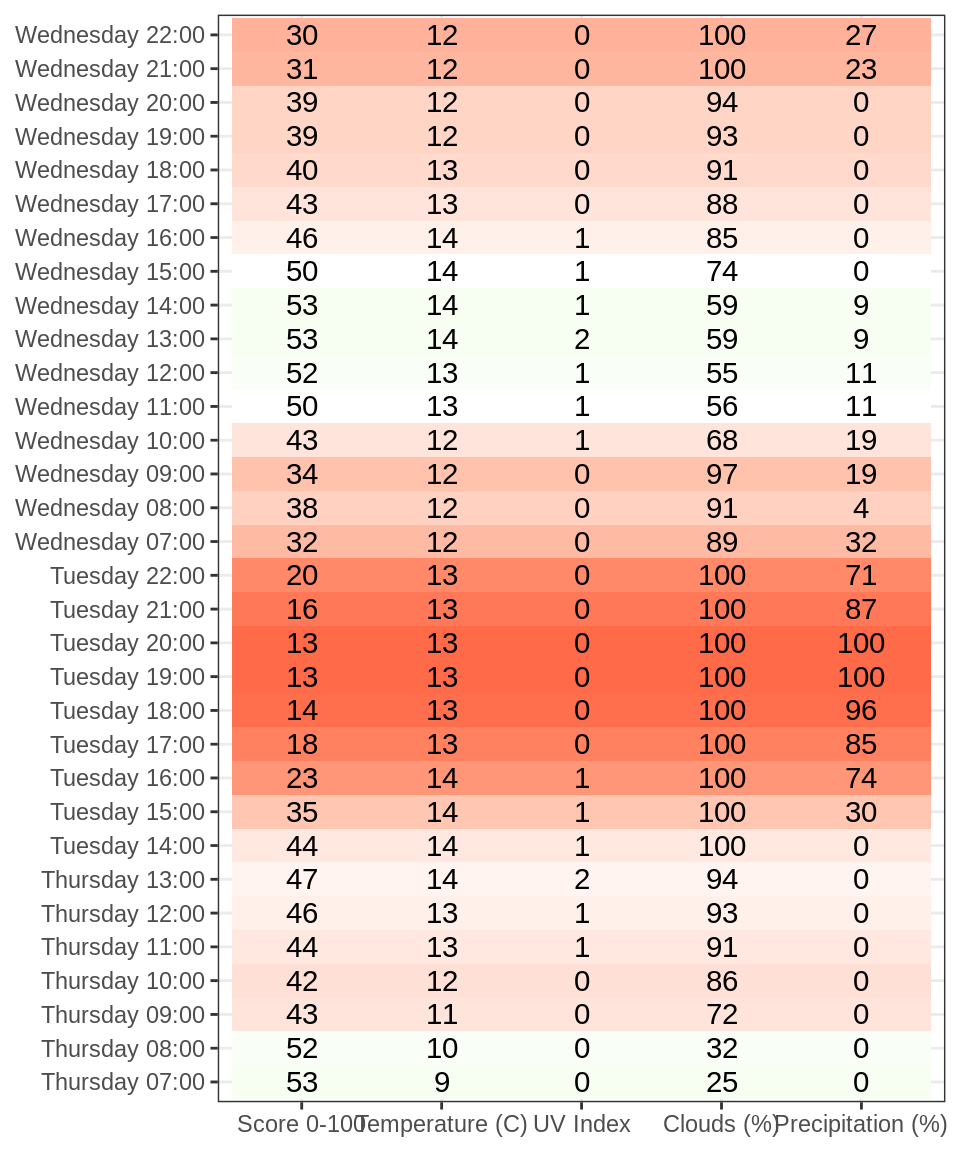 Wednesday 22:00 30 12 0 100 27
Wednesday 21:00 31 12 0 100 23
Wednesday 20:00 39 12 0 94 0
Wednesday 19:00 39 12 0 93 0
Wednesday 18:00 40 13 0 91 0
Wednesday 17:00 43 13 0 88 0
Wednesday 16:00 46 14 1 85 0
Wednesday 15:00 50 14 1 74 0
Wednesday 14:00 53 14 1 59 9
Wednesday 13:00 53 14 2 59 9
Wednesday 12:00 52 13 1 55 11
Wednesday 11:00 50 13 1 56 11
Wednesday 10:00 43 12 1 68 19
Wednesday 09:00 34 12 0 97 19
Wednesday 08:00 38 12 0 91 4
Wednesday 07:00 32 12 0 89 32
Tuesday 22:00 20 13 0 100 71
Tuesday 21:00 16 13 0 100 87
Tuesday 20:00 13 13 0 100 100
Tuesday 19:00 13 13 0 100 100
Tuesday 18:00 14 13 0 100 96
Tuesday 17:00 18 13 0 100 85
Tuesday 16:00 23 14 1 100 74
Tuesday 15:00 35 14 1 100 30
Tuesday 14:00 44 14 1 100 0
Thursday 13:00 47 14 2 94 0
Thursday 12:00 46 13 1 93 0
Thursday 11:00 44 13 1 91 0
Thursday 10:00 42 12 0 86 0
Thursday 09:00 43 11 0 72 0
Thursday 08:00 52 10 0 32 0
Thursday 07:00 53 9 0 25 0
Score 0-100 Temperature (C) UV Index Clouds (%) Precipitation (%)